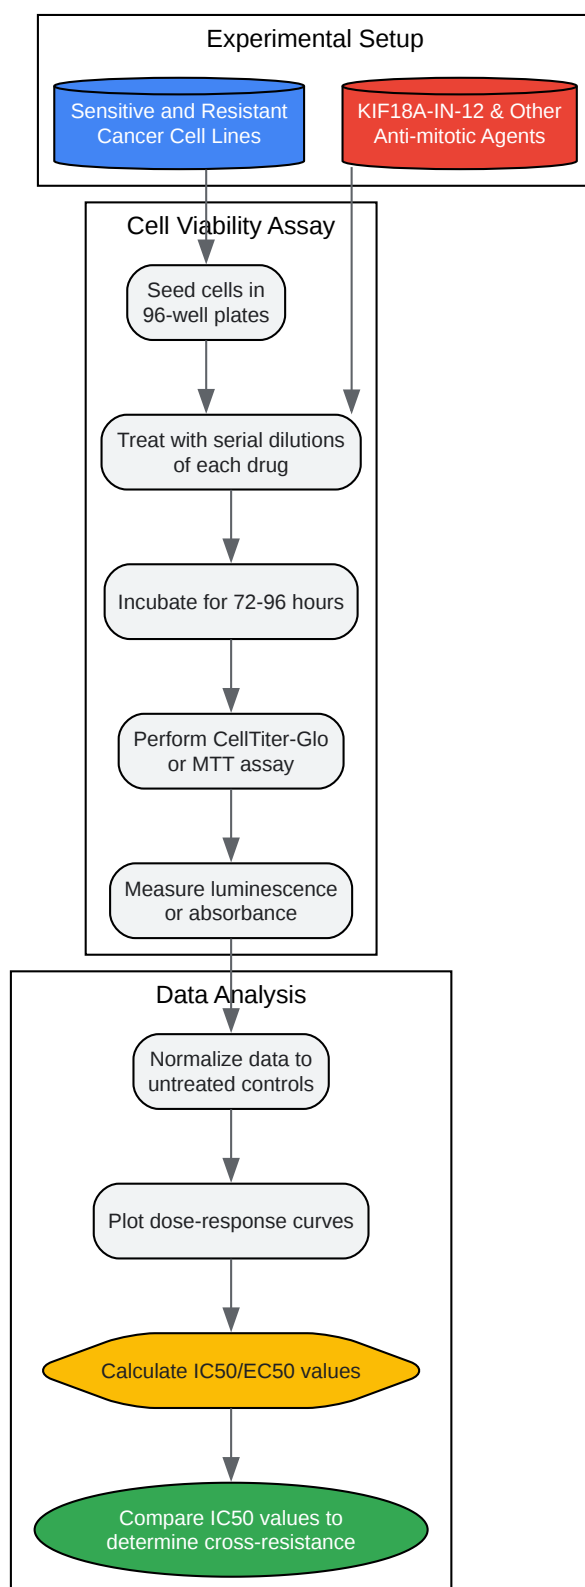 Experimental Setup
Sensitive and Resistant
Cancer Cell Lines
KIF18A-IN-12 & Other
Anti-mitotic Agents
Cell Viability Assay
Seed cells in
96-well plates
Treat with serial dilutions
of each drug
Incubate for 72-96 hours
Perform CellTiter-Glo
or MTT assay
Measure luminescence
or absorbance
Data Analysis
Normalize data to
untreated controls
Plot dose-response curves
Calculate IC50/EC50 values
Compare IC50 values to
determine cross-resistance